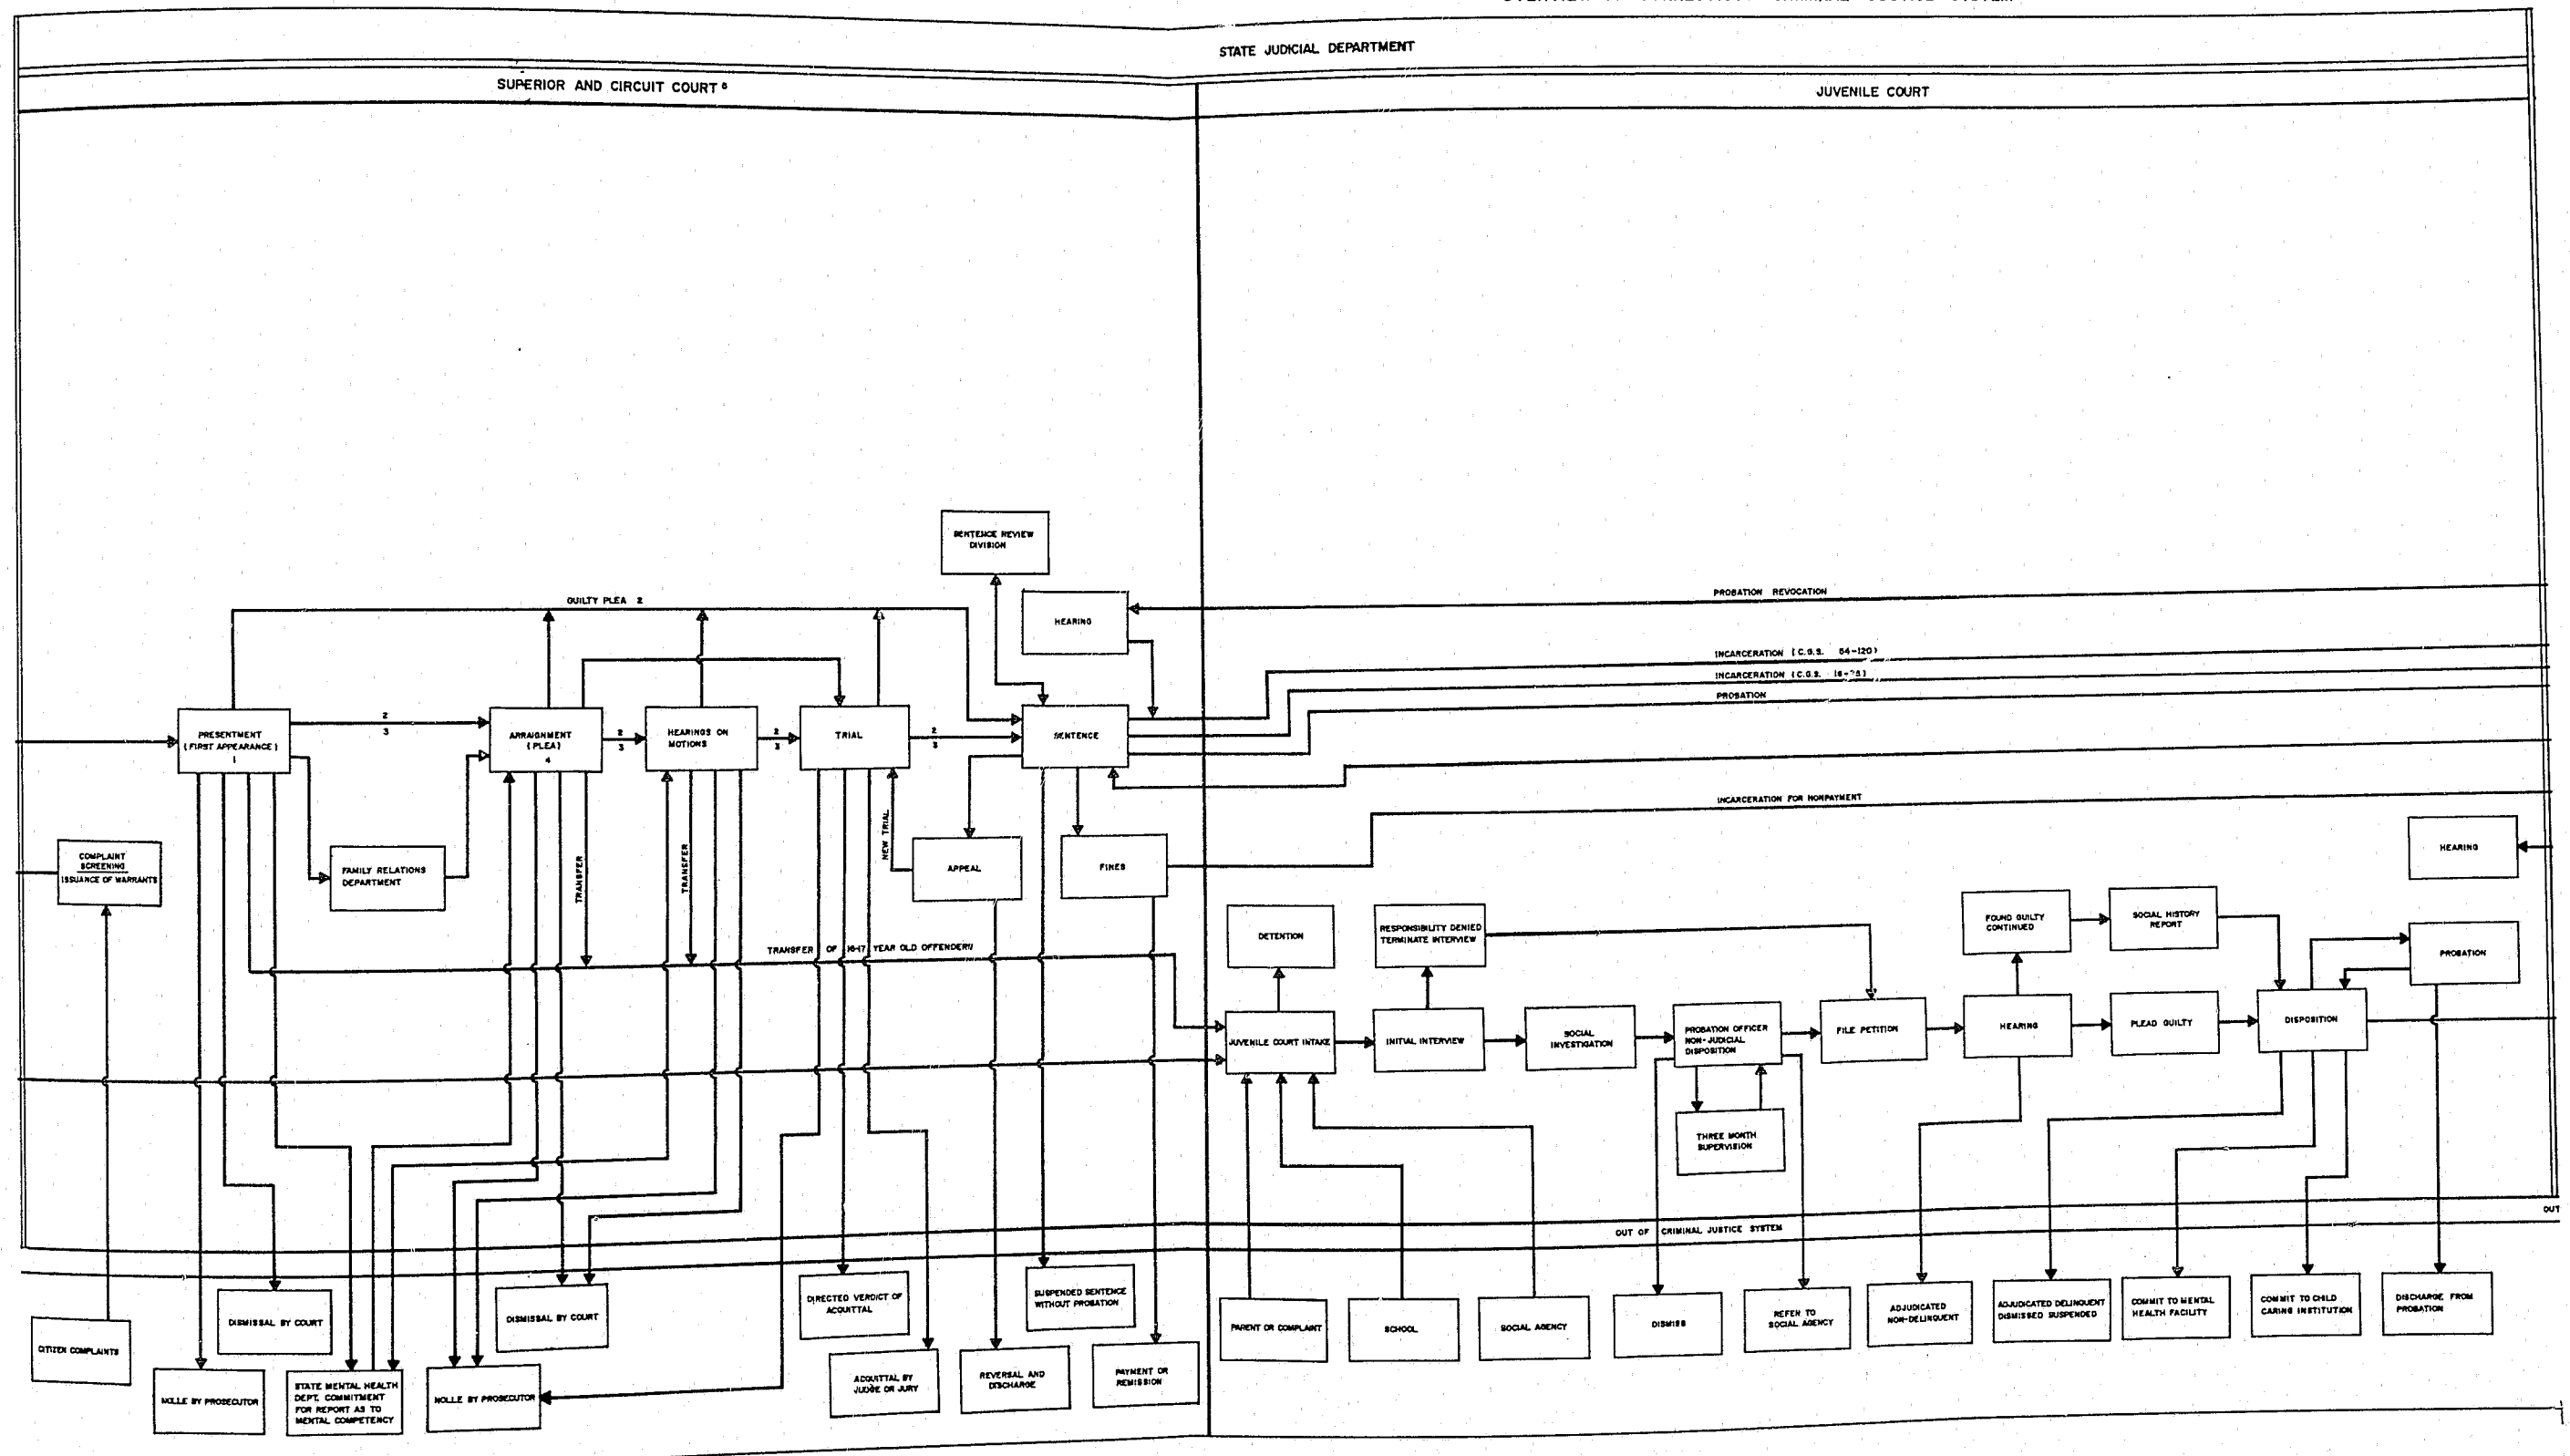 STATE JUDICIAL DEPARTMENT
SUPERIOR AND CIRCUIT COURT
JUVENILE COURT
SENTENCE REVIEW
DIVISION
GUILTY PLEA 2
HEARING
PROBATION REVOCATION
INCARCERATION (C.G.S. 54-120)
INCARCERATION (C.G.S.
PROBATION
PRESENTMENT
(FIRST APPEARANCE)
1
2
3
ARRAIGNMENT
(PLEA)
4
2
3
HEARINGS ON
MOTIONS
2
3
TRIAL
2
3
SENTENCE
INCARCERATION FOR NONPAYMENT
COMPLAINT
SCREENING
ISSUANCE OF WARRANTS
FAMILY RELATIONS
DEPARTMENT
TRANSFER
TRANSFER
NEW TRIAL
APPEAL
FINES
HEARING
TRANSFER OF 16-17 YEAR OLD OFFENDERS
DETENTION
RESPONSIBILITY DENIED
TERMINATE INTERVIEW
FOUND GUILTY
CONTINUED
SOCIAL HISTORY
REPORT
PROBATION
JUVENILE COURT INTAKE
INITIAL INTERVIEW
SOCIAL
INVESTIGATION
PROBATION OFFICER
NON-JUDICIAL
DISPOSITION
FILE PETITION
HEARING
PLEAD GUILTY
DISPOSITION
THREE MONTH
SUPERVISION
OUT OF CRIMINAL JUSTICE SYSTEM
OUT
CITIZEN COMPLAINTS
NOLLE BY PROSECUTOR
DISMISSAL BY COURT
STATE MENTAL HEALTH
DEPT. COMMITMENT
FOR REPORT AS TO
MENTAL COMPETENCY
NOLLE BY PROSECUTOR
DISMISSAL BY COURT
DIRECTED VERDICT OF
ACQUITTAL
ACQUITTAL BY
JUDGE OR JURY
REVERSAL AND
DISCHARGE
SUSPENDED SENTENCE
WITHOUT PROBATION
PAYMENT OR
REMISSION
PARENT OR COMPLAINT
SCHOOL
SOCIAL AGENCY
DISMISS
REFER TO
SOCIAL AGENCY
ADJUDICATED
NON-DELINQUENT
ADJUDICATED DELINQUENT
DISMISSED SUSPENDED
COMMIT TO MENTAL
HEALTH FACILITY
COMMIT TO CHILD
CARING INSTITUTION
DISCHARGE FROM
PROBATION